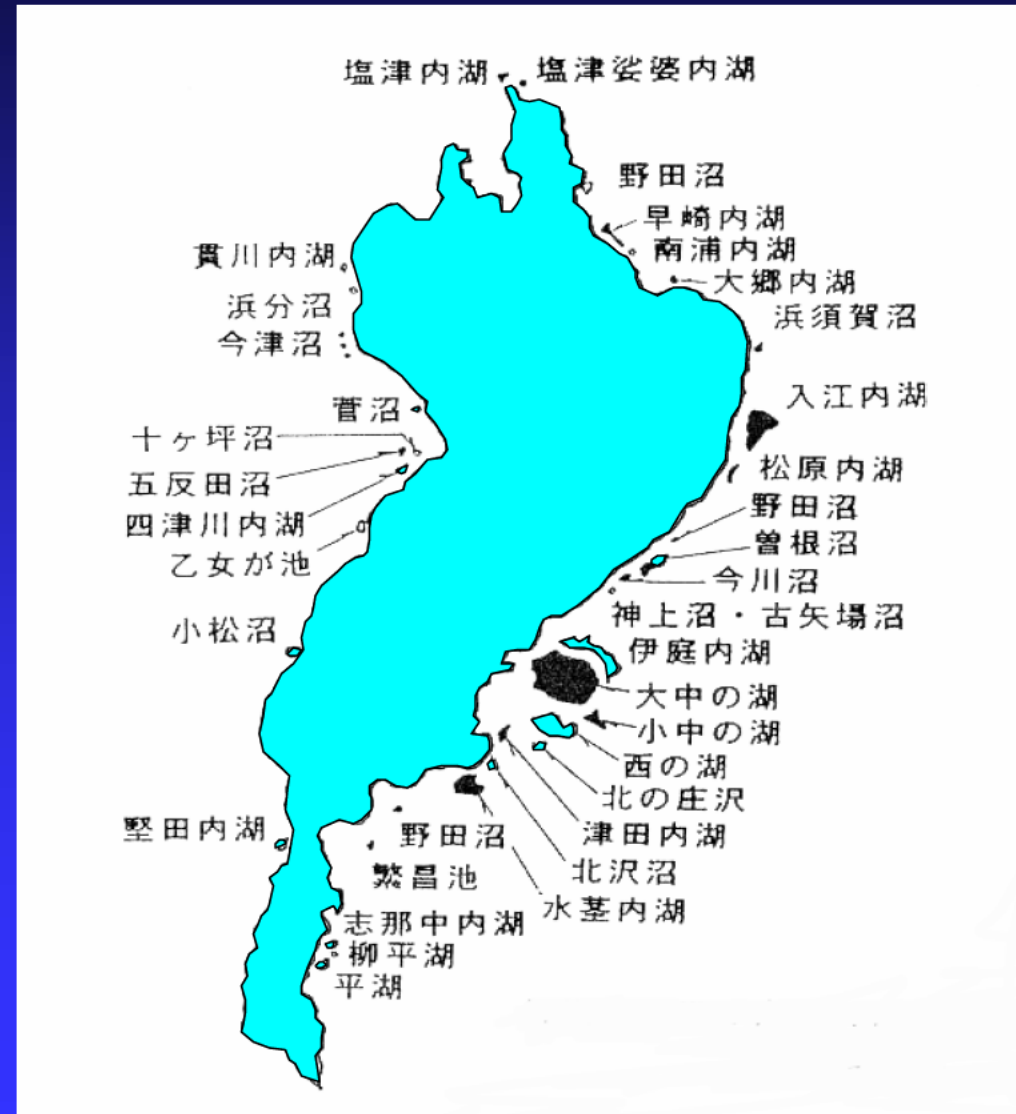 塩津内湖
塩津娑婆内湖
野田沼
早崎内湖
南浦内湖
大郷内湖
浜須賀沼
入江内湖
松原内湖
野田沼
曽根沼
今川沼
神上沼・古矢場沼
伊庭内湖
大中の湖
小中の湖
西の湖
北の庄沢
津田内湖
北沢沼
水茎内湖
野田沼
繁昌池
志那中内湖
柳平湖
平湖
貫川内湖
浜分沼
今津沼
菅沼
十ヶ坪沼
五反田沼
四津川内湖
乙女が池
小松沼
堅田内湖